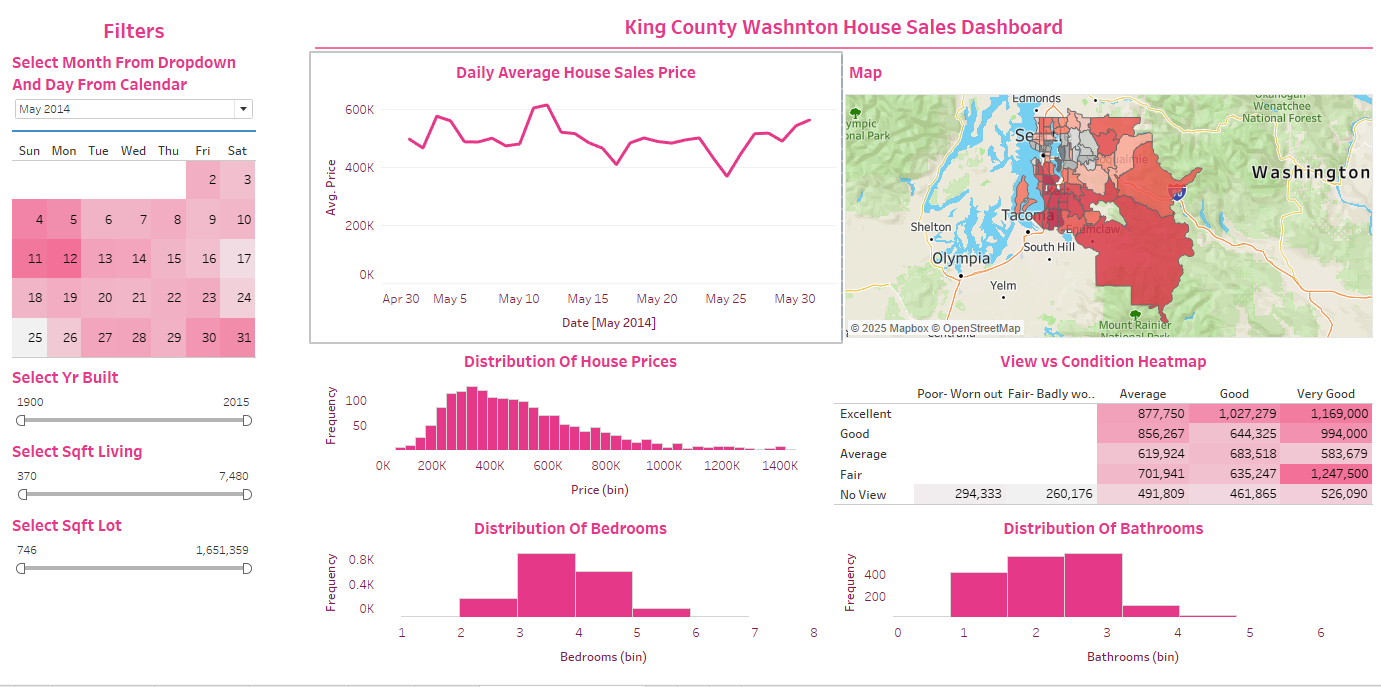 King County Washnton House Sales Dashboard
Filters
Select Month From Dropdown
And Day From Calendar
May 2014
Sun Mon Tue Wed Thu Fri Sat
2 3
4 5 6 7 8 9 10
11 12 13 14 15 16 17
18 19 20 21 22 23 24
25 26 27 28 29 30 31
Select Yr Built
1900 2015
Select Sqft Living
370 7,480
Select Sqft Lot
746 1,651,359
Daily Average House Sales Price
Avg. Price
600K
400K
200K
0K
Apr 30 May 5 May 10 May 15 May 20 May 25 May 30
Date [May 2014]
Map
Edmonds
Wenatchee
National Forest
Washington
Tacoma
Enumclaw
Shelton
South Hill
Olympia
Yelm
Mount Rainier
© 2025 Mapbox © OpenStreetMap
Distribution Of House Prices
Frequency
100
50
0K 200K 400K 600K 800K 1000K 1200K 1400K
Price (bin)
View vs Condition Heatmap
Poor- Worn out Fair- Badly wo.. Average Good Very Good
Excellent 877,750 1,027,279 1,169,000
Good 856,267 644,325 994,000
Average 619,924 683,518 583,679
Fair 701,941 635,247 1,247,500
No View 294,333 260,176 491,809 461,865 526,090
Distribution Of Bedrooms
Frequency
0.8K
0.4K
0K
1 2 3 4 5 6 7 8
Bedrooms (bin)
Distribution Of Bathrooms
Frequency
400
200
0 1 2 3 4 5 6
Bathrooms (bin)